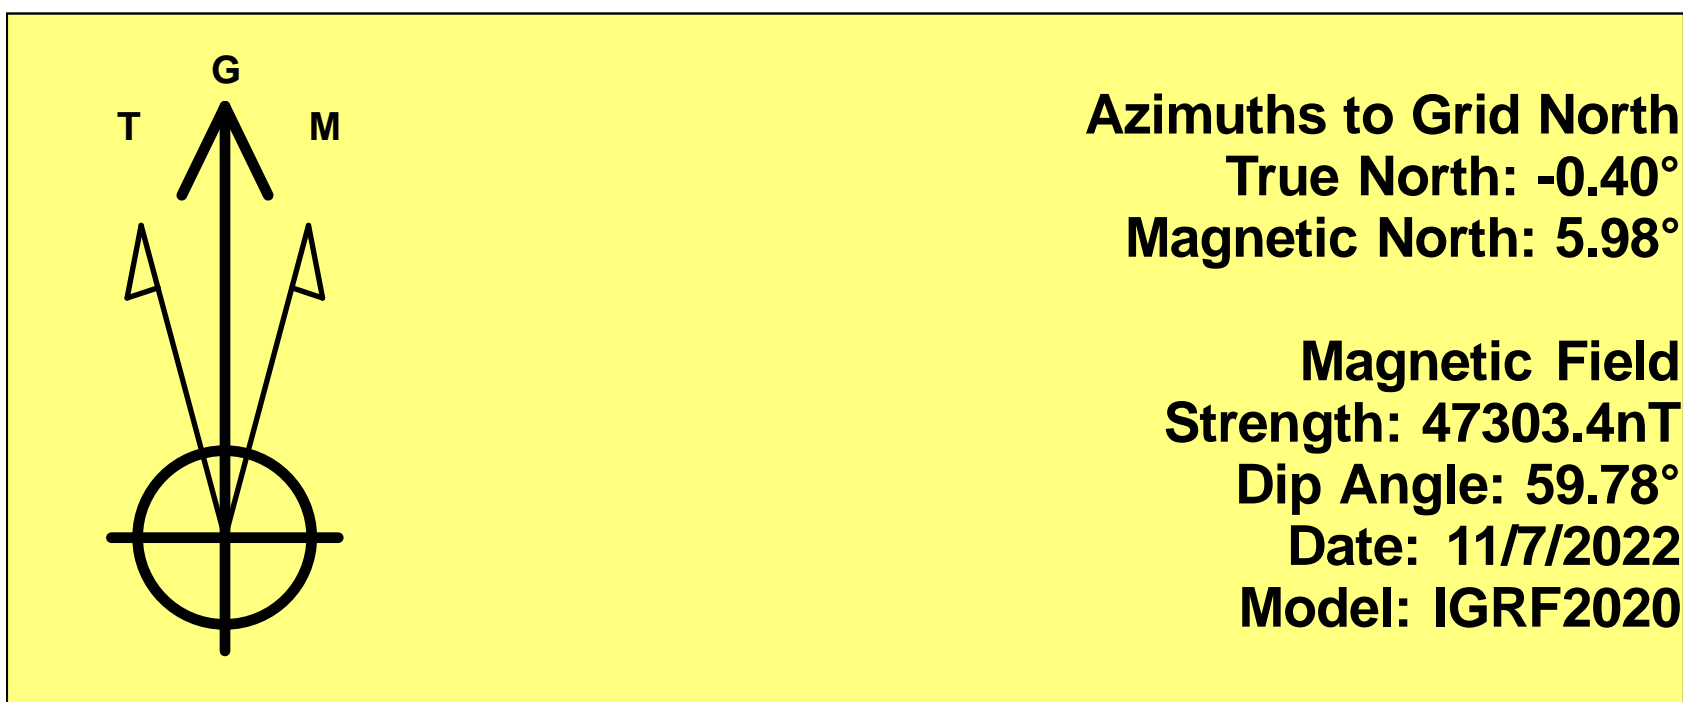 G
T
M
Azimuths to Grid North
True North: -0.40°
Magnetic North: 5.98°
Magnetic Field
Strength: 47303.4nT
Dip Angle: 59.78°
Date: 11/7/2022
Model: IGRF2020